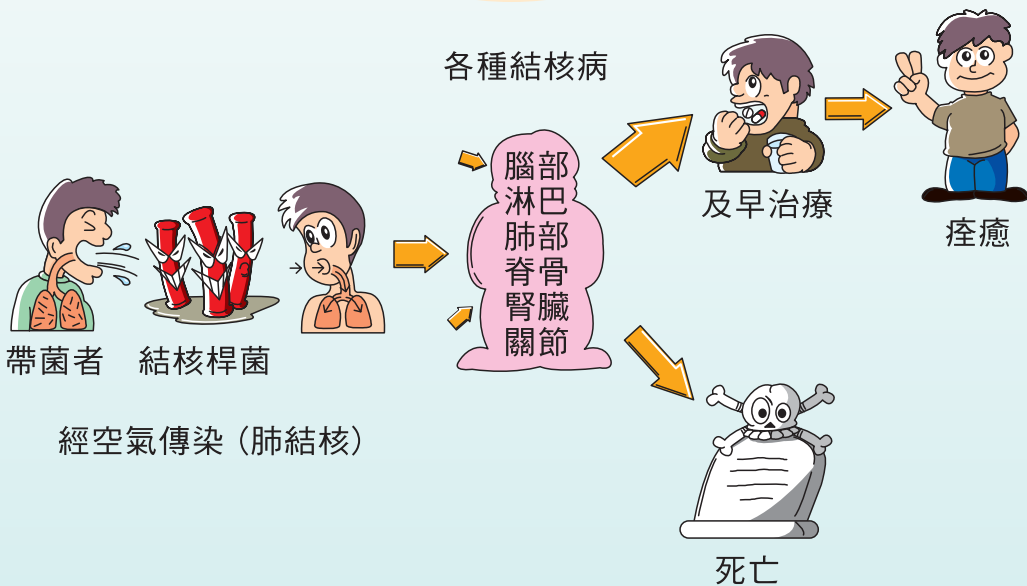 各種結核病
腦部
淋巴
肺部
脊骨
腎臟
關節
及早治療
痊癒
帶菌者
結核桿菌
經空氣傳染（肺結核）
死亡